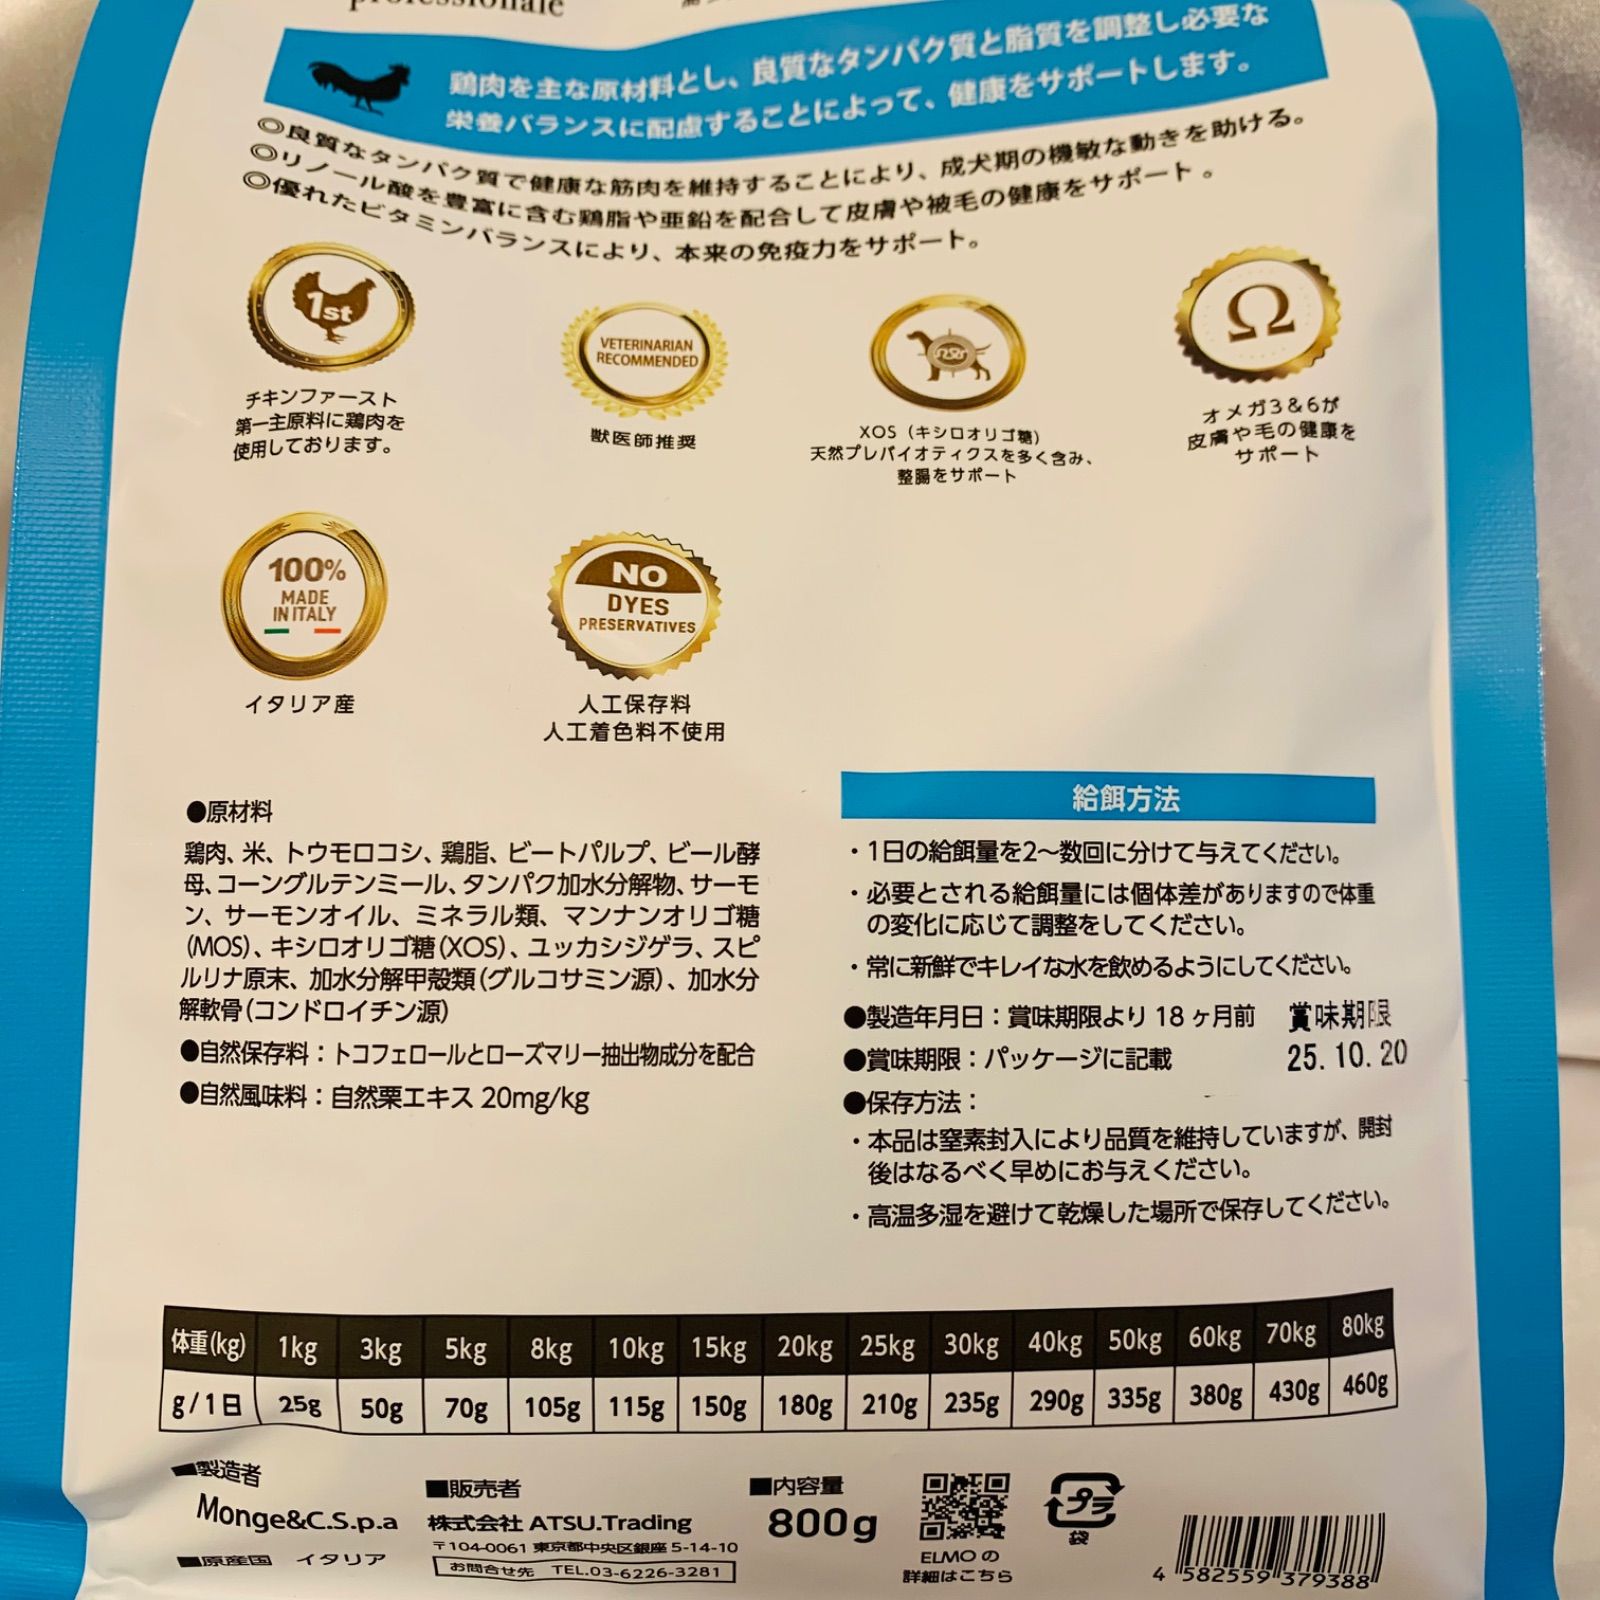 professionale
鶏肉を主な原材料とし、良質なタンパク質と脂質を調整し必要な
栄養バランスに配慮することによって、健康をサポートします。
◎良質なタンパク質で健康な筋肉を維持することにより、成犬期の機敏な動きを助ける。
◎リノール酸を豊富に含む鶏脂や亜鉛を配合して皮膚や被毛の健康をサポート。
◎優れたビタミンバランスにより、本来の免疫力をサポート。
1st
チキンファースト
第一主原料に鶏肉を
使用しております。
VETERINARIAN
RECOMMENDED
獣医師推奨
XOS（キシロオリゴ糖）
天然プレバイオティクスを多く含み、
整腸をサポート
Ω
オメガ3&6が
皮膚や毛の健康を
サポート
100%
MADE
IN ITALY
イタリア産
NO
DYES
PRESERVATIVES
人工保存料
人工着色料不使用
●原材料
鶏肉、米、トウモロコシ、鶏脂、ビートパルプ、ビール酵
母、コーングルテンミール、タンパク加水分解物、サーモ
ン、サーモンオイル、ミネラル類、マンナンオリゴ糖
(MOS)、キシロオリゴ糖(XOS)、ユッカシジゲラ、スピ
ルリナ原末、加水分解甲殻類(グルコサミン源)、加水分
解軟骨(コンドロイチン源)
●自然保存料：トコフェロールとローズマリー抽出物成分を配合
●自然風味料：自然栗エキス 20mg/kg
給餌方法
・1日の給餌量を2〜数回に分けて与えてください。
・必要とされる給餌量には個体差がありますので体重
の変化に応じて調整をしてください。
・常に新鮮でキレイな水を飲めるようにしてください。
●製造年月日：賞味期限より 18 ヶ月前
●賞味期限：パッケージに記載
賞味期限
25.10.20
●保存方法：
・本品は窒素封入により品質を維持していますが、開封
後はなるべく早めにお与えください。
・高温多湿を避けて乾燥した場所で保存してください。
体重(kg) 1kg 3kg 5kg 8kg 10kg 15kg 20kg 25kg 30kg 40kg 50kg 60kg 70kg 80kg
g/1日 25g 50g 70g 105g 115g 150g 180g 210g 235g 290g 335g 380g 430g 460g
■製造者
Monge&C.S.p.a
■原産国 イタリア
■販売者
株式会社 ATSU.Trading
〒104-0061 東京都中央区銀座 5-14-10
お問合せ先 TEL.03-6226-3281
■内容量
800g
ELMO の
詳細はこちら
プラ
袋
4 582559 379388